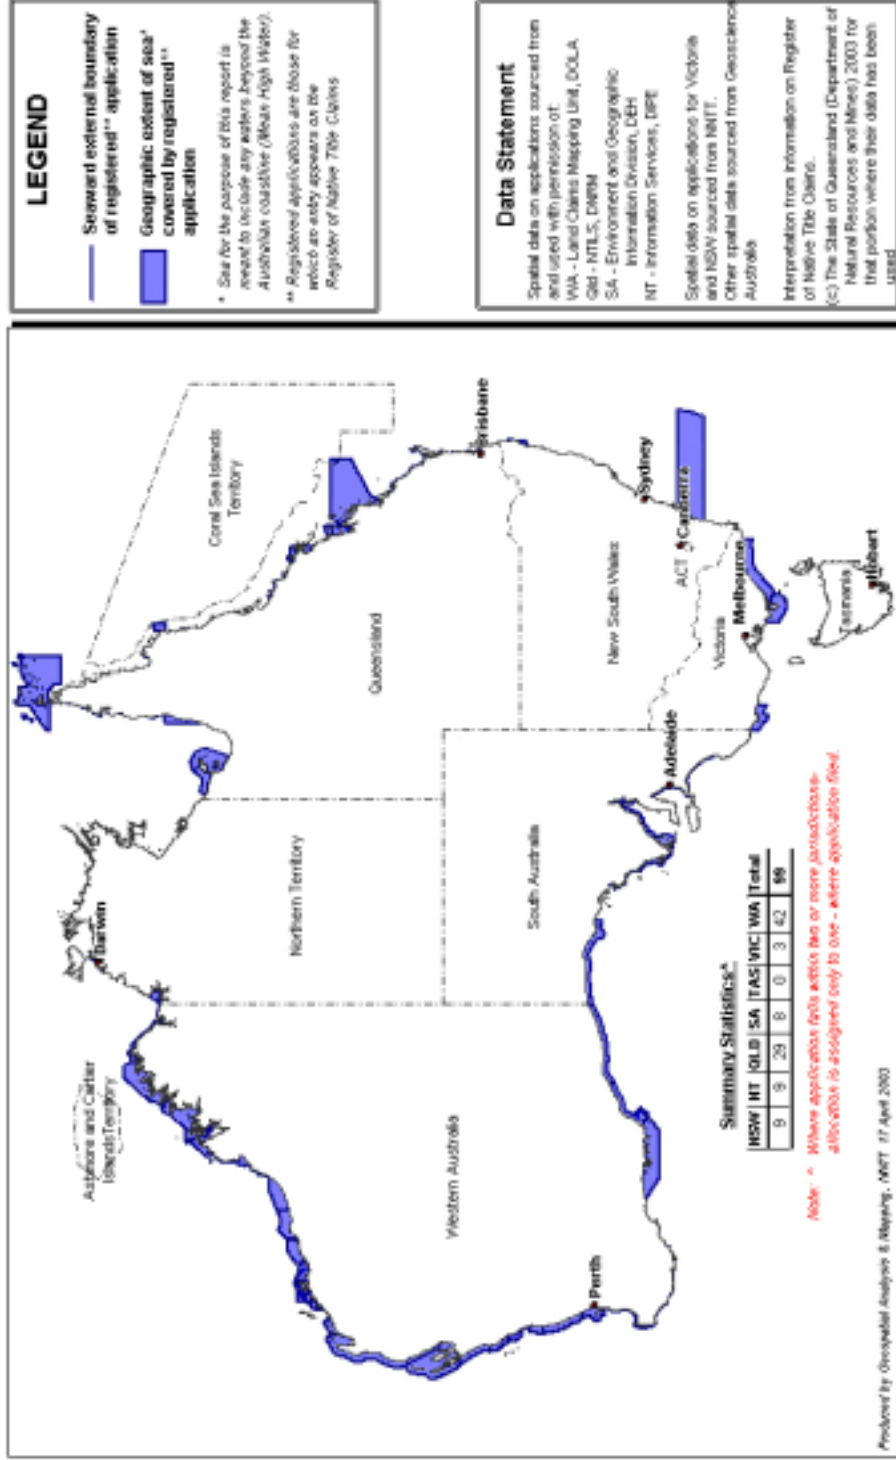 LEGEND
Seaward external boundary
of registered** application
Geographic extent of sea*
covered by registered**
application
* Sea for the purpose of this report is
meant to include any waters beyond the
Australian coastline (Mean High Water).
** Registered applications are those for
which an entry appears on the
Register of Native Title Claims
Data Statement
Spatial data on applications sourced from
and used with permission of:
WA - Land Claims Mapping Unit, DOLA
Qld - NTILS, DNRM
SA - Environment and Geographic
Information Division, DEH
NT - Information Services, DIPE
Spatial data on applications for Victoria
and NSW sourced from NNTT.
Other spatial data sourced from Geoscience
Australia
Interpretation from Information on Register
of Native Title Claims.
(c) The State of Queensland (Department of
Natural Resources and Mines) 2003 for
that portion where their data has been
used
Ashmore and Cartier
Islands Territory
Darwin
Coral Sea Islands
Territory
Northern Territory
Queensland
Western Australia
South Australia
Brisbane
New South Wales
Perth
Adelaide
Sydney
ACT
Canberra
Victoria
Melbourne
Tasmania
Hobart
Summary Statistics^
NSW NT QLD SA TAS VIC WA Total
9 9 29 8 0 3 42 99
Note: ^ Where application falls within two or more jurisdictions-
allocation is assigned only to one - where application filed.
Produced by Geospatial Analysis & Mapping, NNTT 17 April 2003